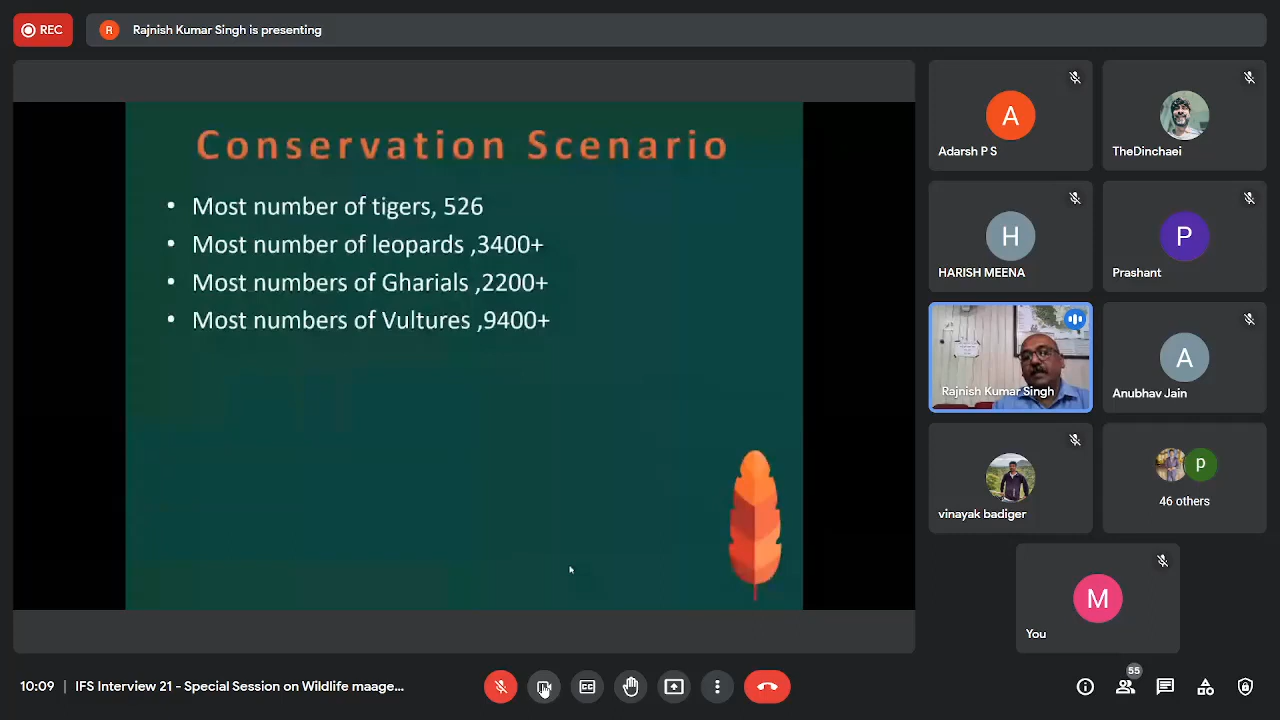 REC
R
Rajnish Kumar Singh is presenting
Conservation Scenario
• Most number of tigers, 526
• Most number of leopards ,3400+
• Most numbers of Gharials ,2200+
• Most numbers of Vultures ,9400+
A
Adarsh P S
TheDinchaei
H
HARISH MEENA
P
Prashant
Rajnish Kumar Singh
A
Anubhav Jain
vinayak badiger
p
46 others
M
You
10:09 | IFS Interview 21 - Special Session on Wildlife maage...
CC
55